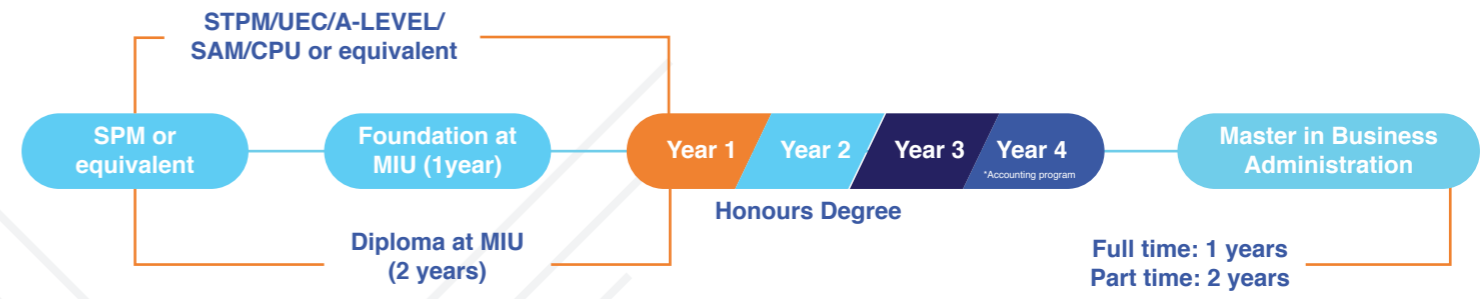 STPM/UEC/A-LEVEL/
SAM/CPU or equivalent
SPM or
equivalent
Foundation at
MIU (1year)
Year 1
Year 2
Year 3
Year 4
*Accounting program
Master in Business
Administration
Honours Degree
Diploma at MIU
(2 years)
Full time: 1 years
Part time: 2 years